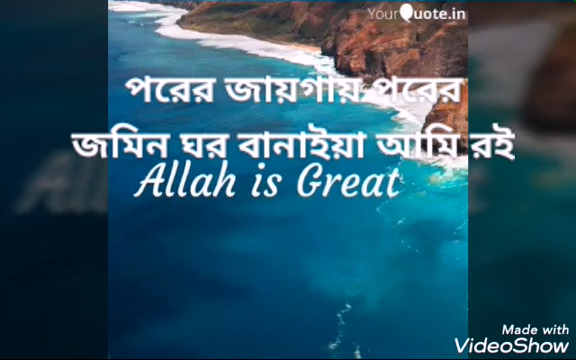 YourQuote.in
পরের জায়গায় পরের
জমিন ঘর বানাইয়া আমি রই
Allah is Great
Made with
VideoShow